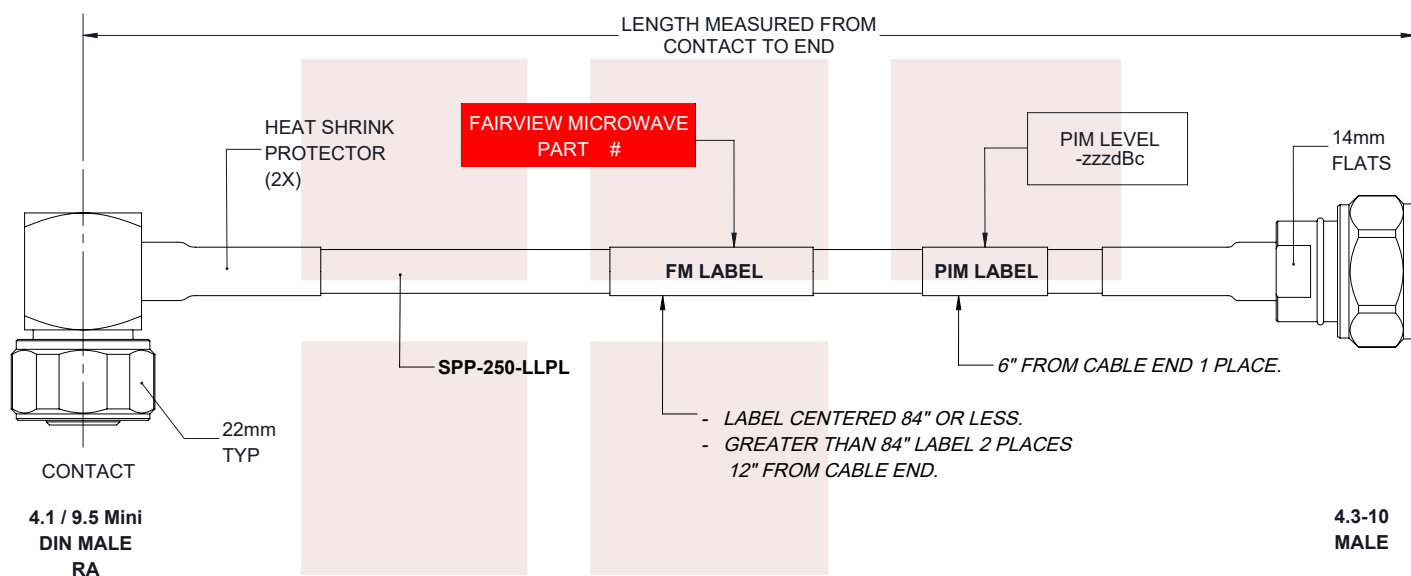 LENGTH MEASURED FROM
CONTACT TO END
HEAT SHRINK
PROTECTOR
(2X)
FAIRVIEW MICROWAVE
PART #
PIM LEVEL
-zzzdBc
14mm
FLATS
FM LABEL
PIM LABEL
SPP-250-LLPL
6" FROM CABLE END 1 PLACE.
- LABEL CENTERED 84" OR LESS.
- GREATER THAN 84" LABEL 2 PLACES
12" FROM CABLE END.
22mm
TYP
CONTACT
4.1 / 9.5 Mini
DIN MALE
RA
4.3-10
MALE